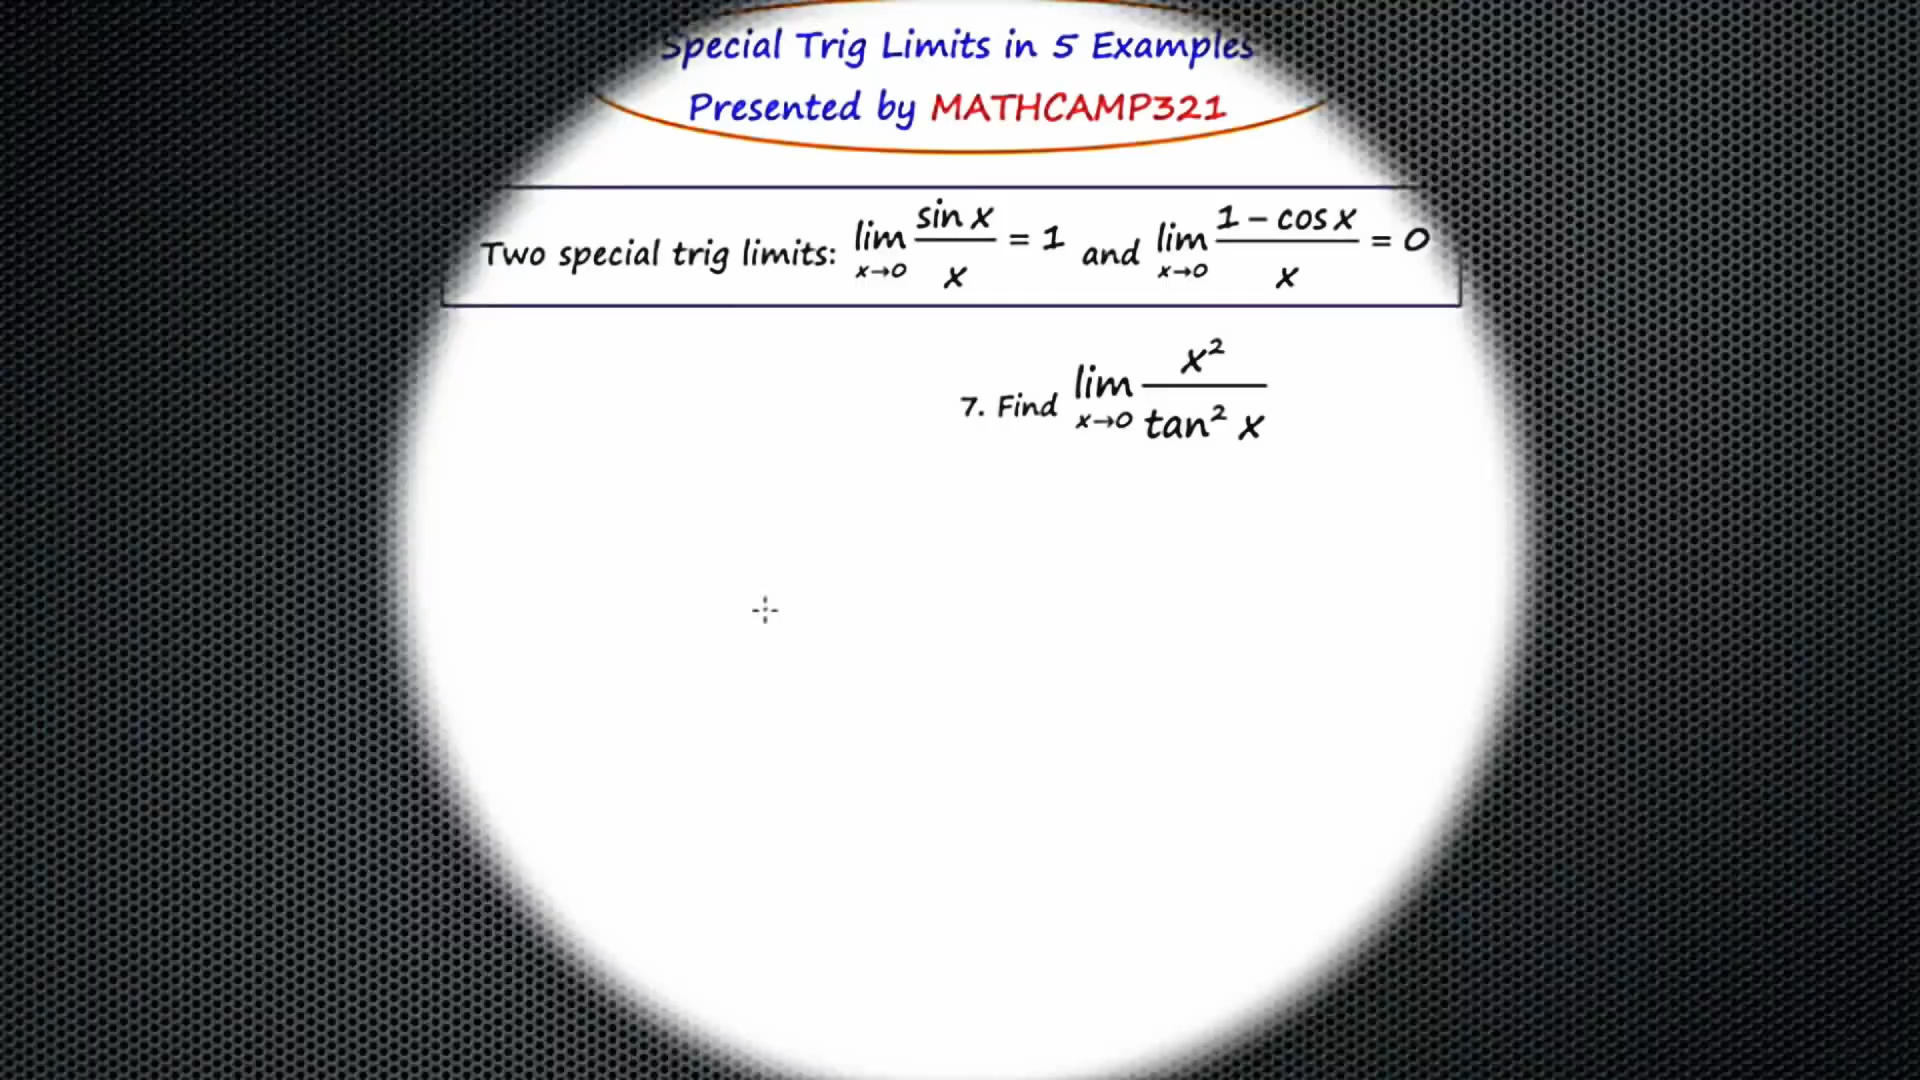 Special Trig Limits in 5 Examples
Presented by MATHCAMP321
Two special trig limits: lim x→0 sin x / x = 1 and lim x→0 1 − cos x / x = 0
7. Find lim x→0 x² / tan² x